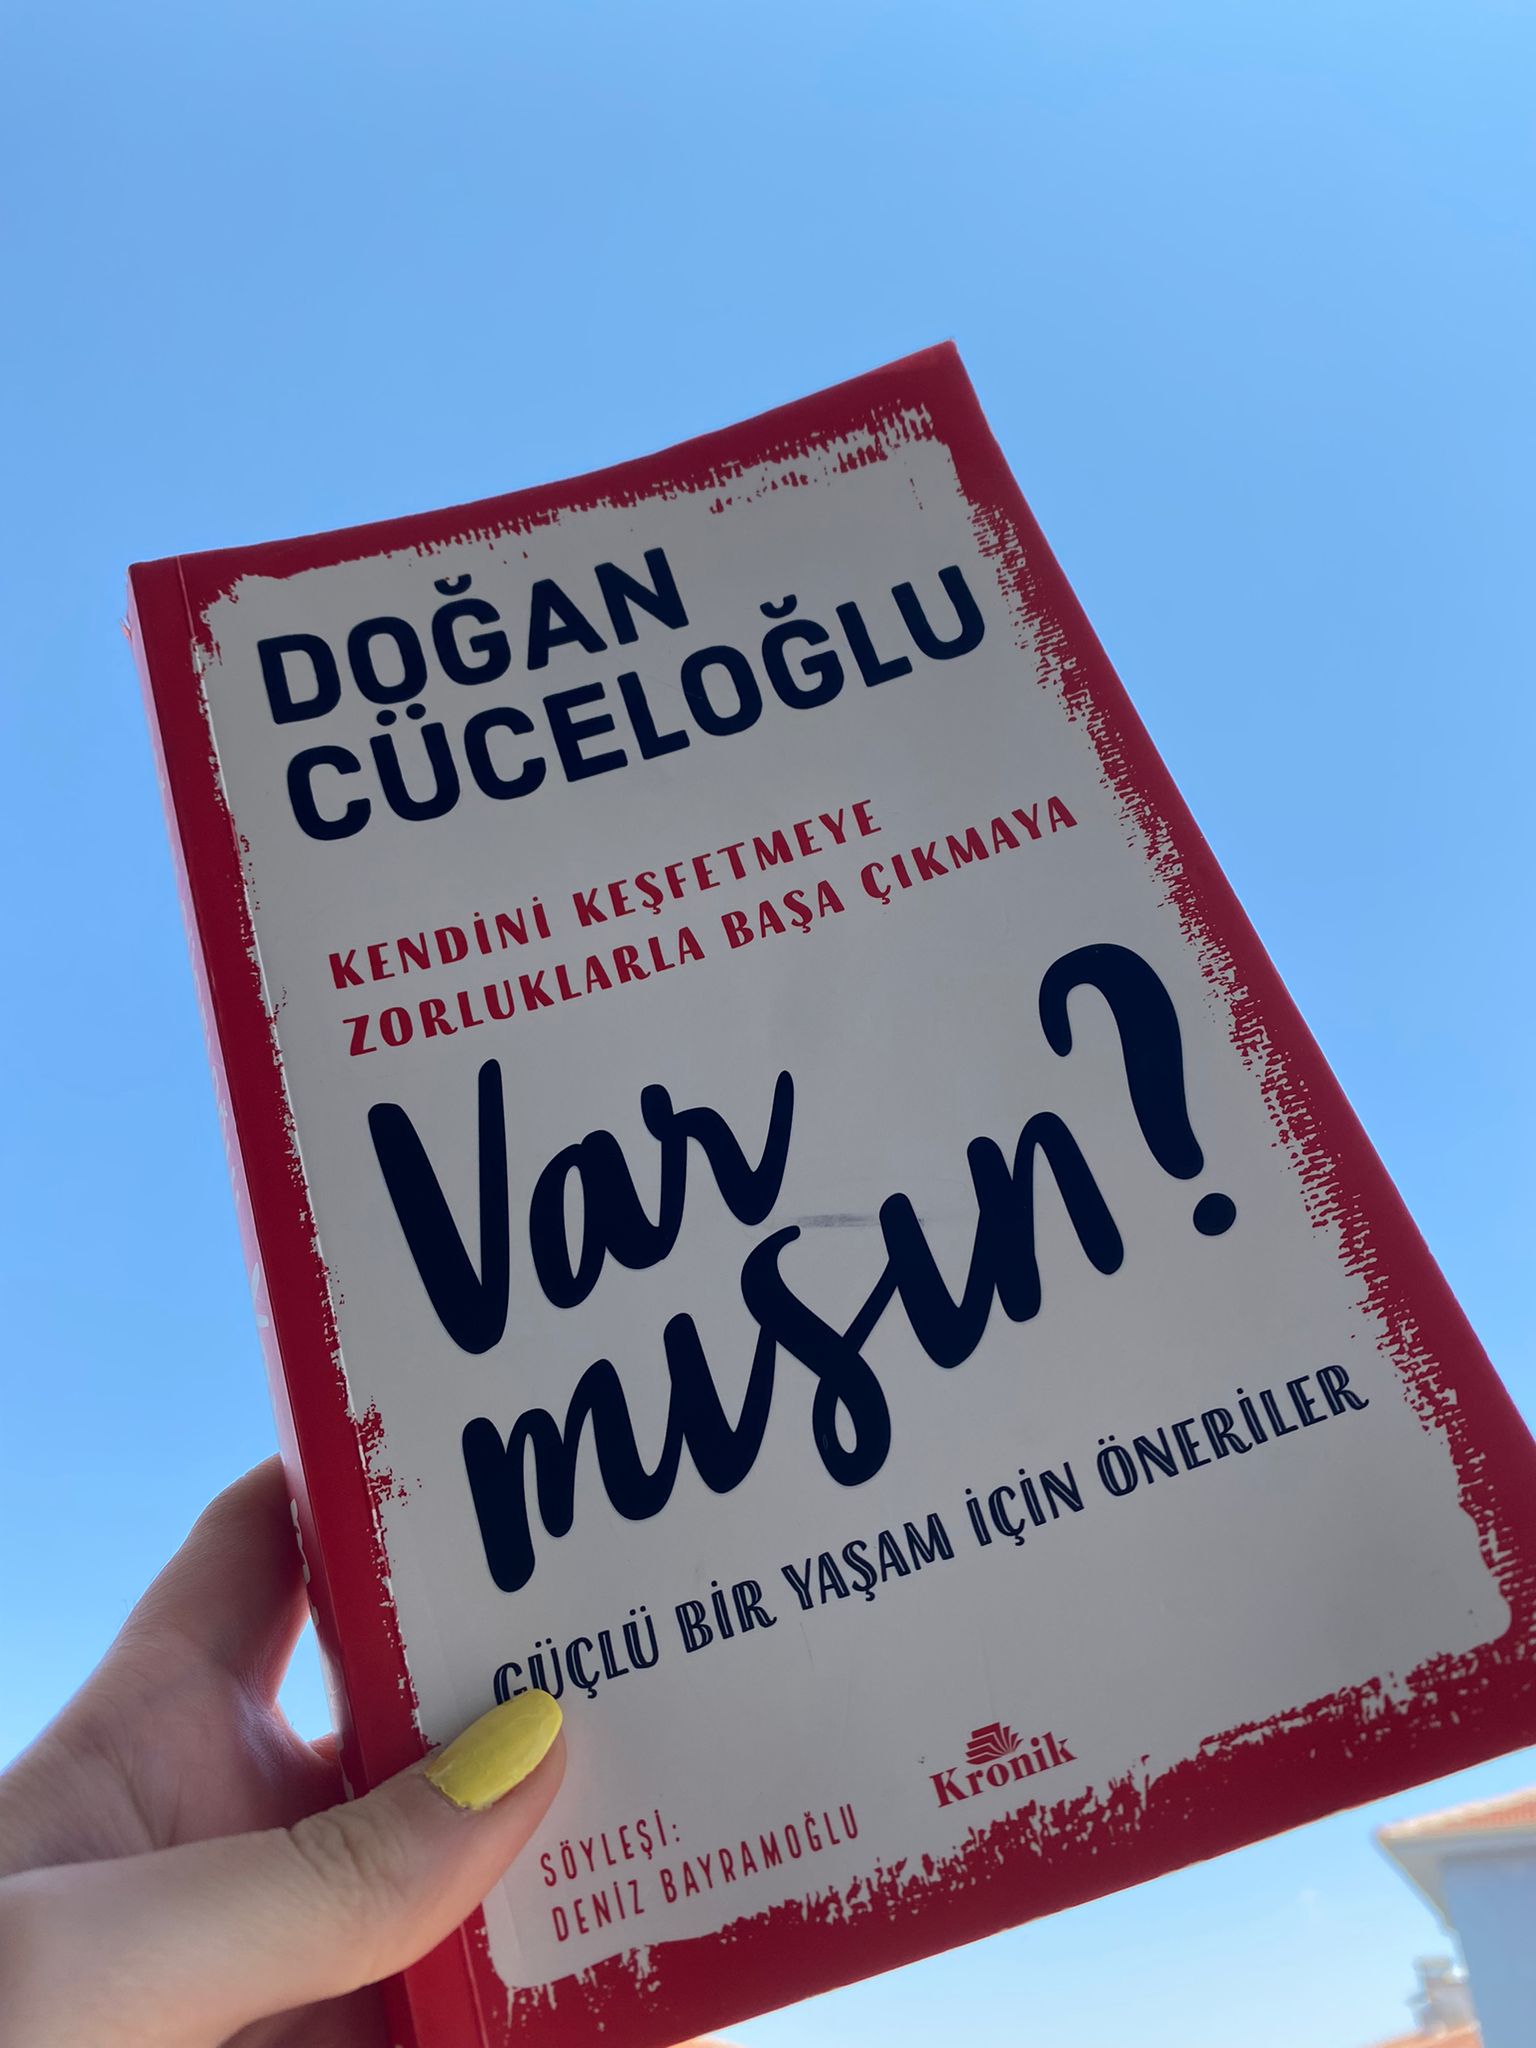 DOĞAN
CÜCELOĞLU
KENDİNİ KEŞFETMEYE
ZORLUKLARLA BAŞA ÇIKMAYA
Var
mısın?
GÜÇLÜ BİR YAŞAM İÇİN ÖNERİLER
Kronik
SÖYLEŞİ:
DENİZ BAYRAMOĞLU